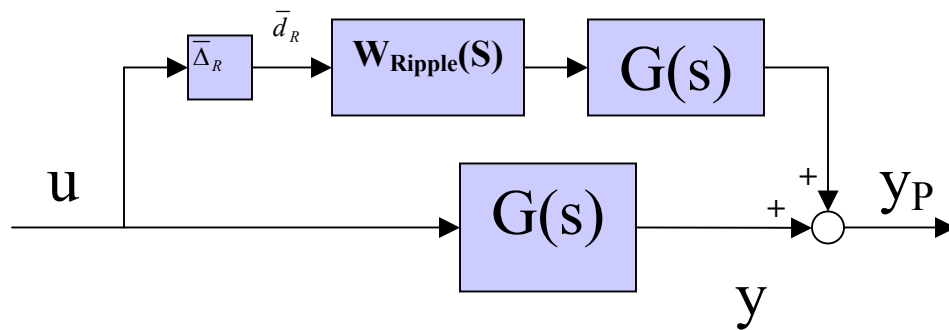 d̅_R
Δ̅_R
W_Ripple(S)
G(s)
u
G(s)
+
+
y_P
y